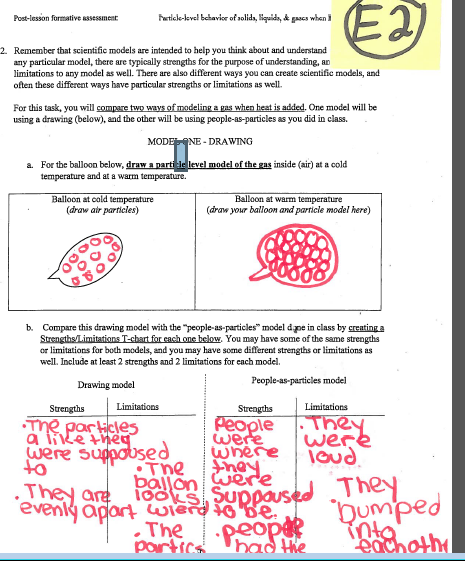 Post-lesson formative assessment:
Particle-level behavior of solids, liquids, & gases when
E2
2. Remember that scientific models are intended to help you think about and understand
any particular model, there are typically strengths for the purpose of understanding,
limitations to any model as well. There are also different ways you can create scientific models, and
often these different ways have particular strengths or limitations as well.
For this task, you will compare two ways of modeling a gas when heat is added. One model will be
using a drawing (below), and the other will be using people-as-particles as you did in class.
MODEL ONE - DRAWING
a. For the balloon below, draw a particle level model of the gas inside (air) at a cold
temperature and at a warm temperature.
Balloon at cold temperature
(draw air particles)
Balloon at warm temperature
(draw your balloon and particle model here)
b. Compare this drawing model with the “people-as-particles” model done in class by creating a
Strengths/Limitations T-chart for each one below. You may have some of the same strengths
or limitations for both models, and you may have some different strengths or limitations as
well. Include at least 2 strengths and 2 limitations for each model.
Drawing model
People-as-particles model
Strengths
Limitations
Strengths
Limitations
• The particles
a like they
were suppoused
to
• They are
evenly apart
• The
ballon
looks
wierd
• The
partics
People
were
where
they
were
Suppaused
to be.
• people
had the
• They
were
loud
They
bumped
into
eachothe